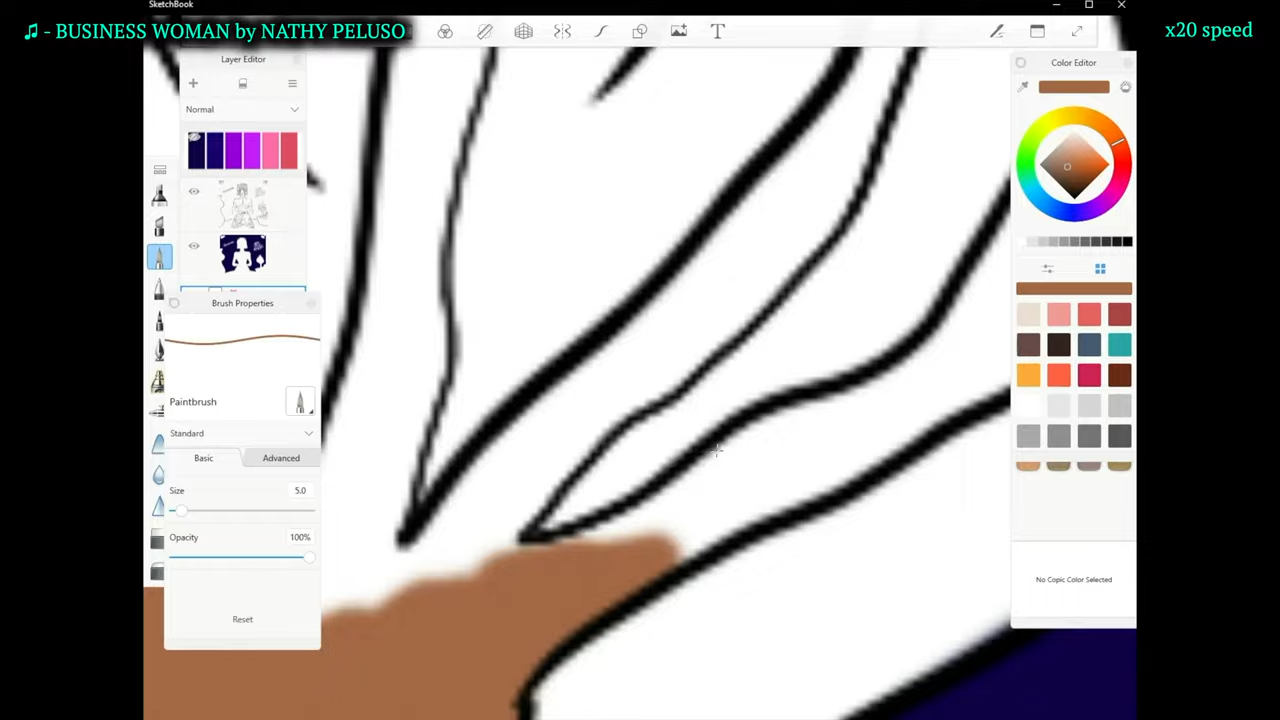 SketchBook
♫ - BUSINESS WOMAN by NATHY PELUSO
x20 speed
Layer Editor
Normal
Brush Properties
Paintbrush
Standard
Basic
Advanced
Size
5.0
Opacity
100%
Reset
Color Editor
No Copic Color Selected